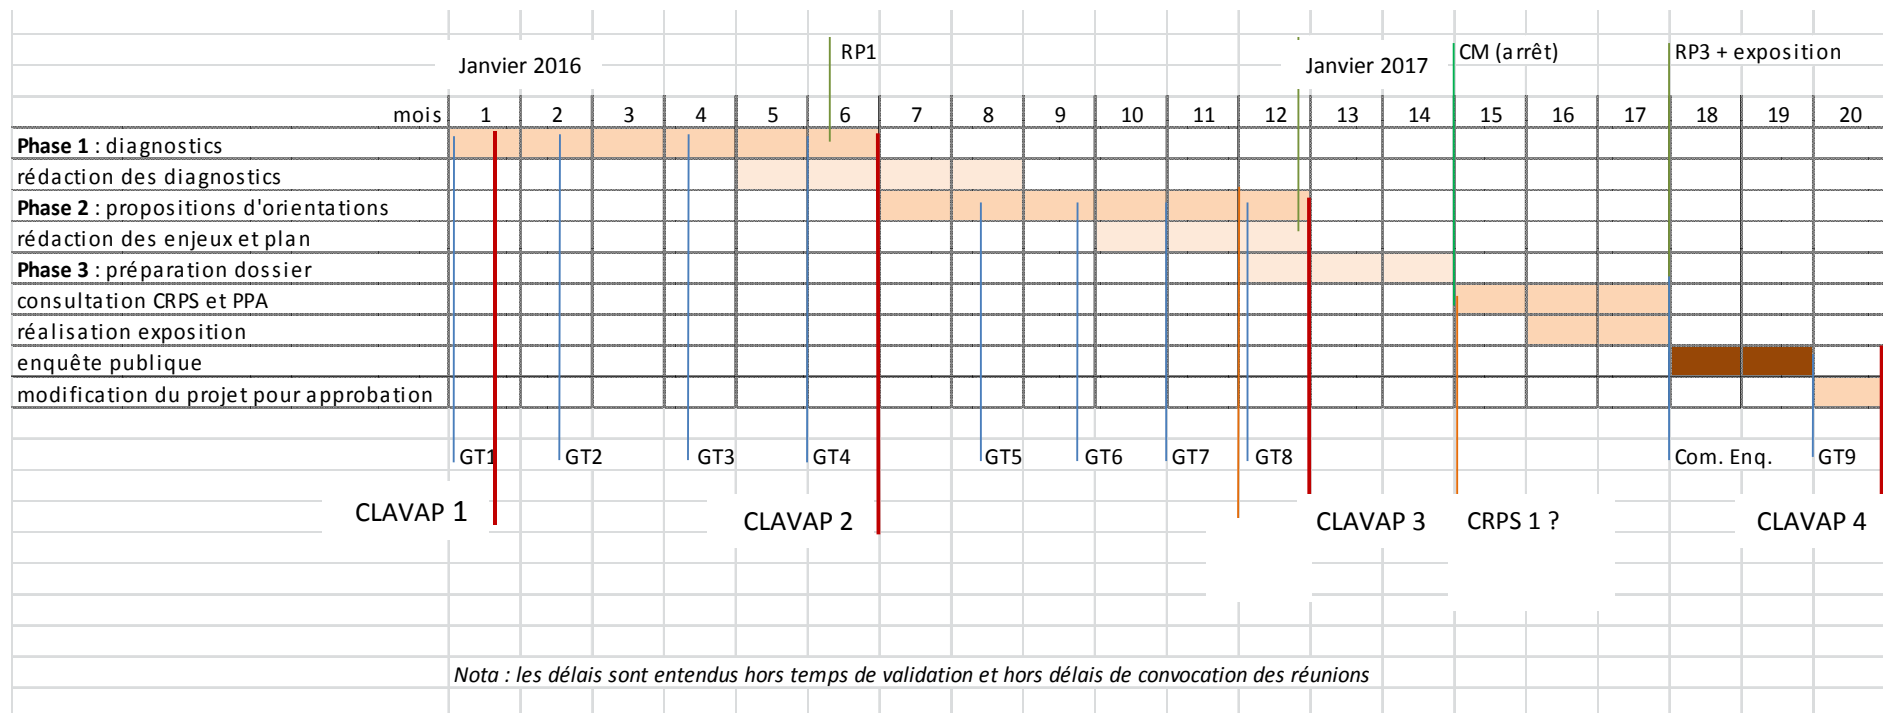 RP1
CM (arrêt)
RP3 + exposition
Janvier 2016
Janvier 2017
mois 1 2 3 4 5 6 7 8 9 10 11 12 13 14 15 16 17 18 19 20
Phase 1 : diagnostics
rédaction des diagnostics
Phase 2 : propositions d'orientations
rédaction des enjeux et plan
Phase 3 : préparation dossier
consultation CRPS et PPA
réalisation exposition
enquête publique
modification du projet pour approbation
GT1 GT2 GT3 GT4 GT5 GT6 GT7 GT8 Com. Enq. GT9
CLAVAP 1 CLAVAP 2 CLAVAP 3 CRPS 1 ? CLAVAP 4
Nota : les délais sont entendus hors temps de validation et hors délais de convocation des réunions